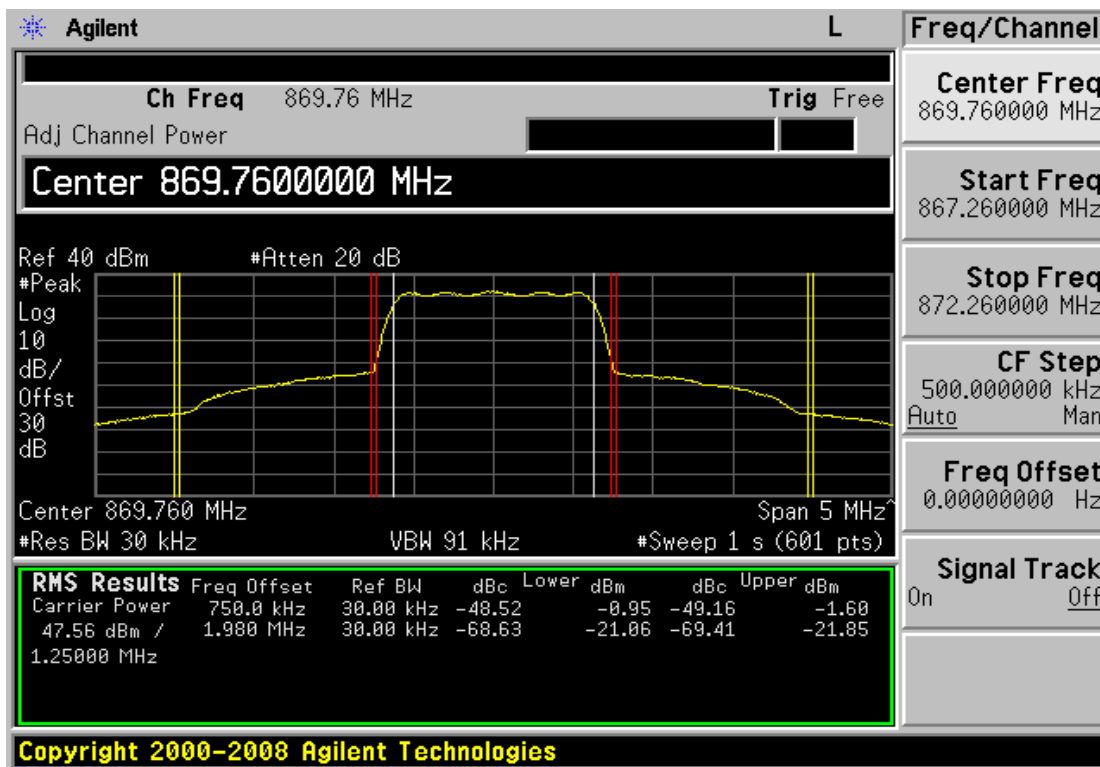 Agilent L Freq/Channel
Ch Freq 869.76 MHz Trig Free
Adj Channel Power
Center 869.7600000 MHz
Ref 40 dBm #Atten 20 dB
#Peak
Log
10
dB/
Offst
30
dB
Center 869.760 MHz Span 5 MHz^
#Res BW 30 kHz VBW 91 kHz #Sweep 1 s (601 pts)
RMS Results Freq Offset Ref BW dBc Lower dBm dBc Upper dBm
Carrier Power 750.0 kHz 30.00 kHz -48.52 -0.95 -49.16 -1.60
47.56 dBm / 1.980 MHz 30.00 kHz -68.63 -21.06 -69.41 -21.85
1.25000 MHz
Center Freq
869.760000 MHz
Start Freq
867.260000 MHz
Stop Freq
872.260000 MHz
CF Step
500.000000 kHz
Auto Man
Freq Offset
0.00000000 Hz
Signal Track
On Off
Copyright 2000-2008 Agilent Technologies